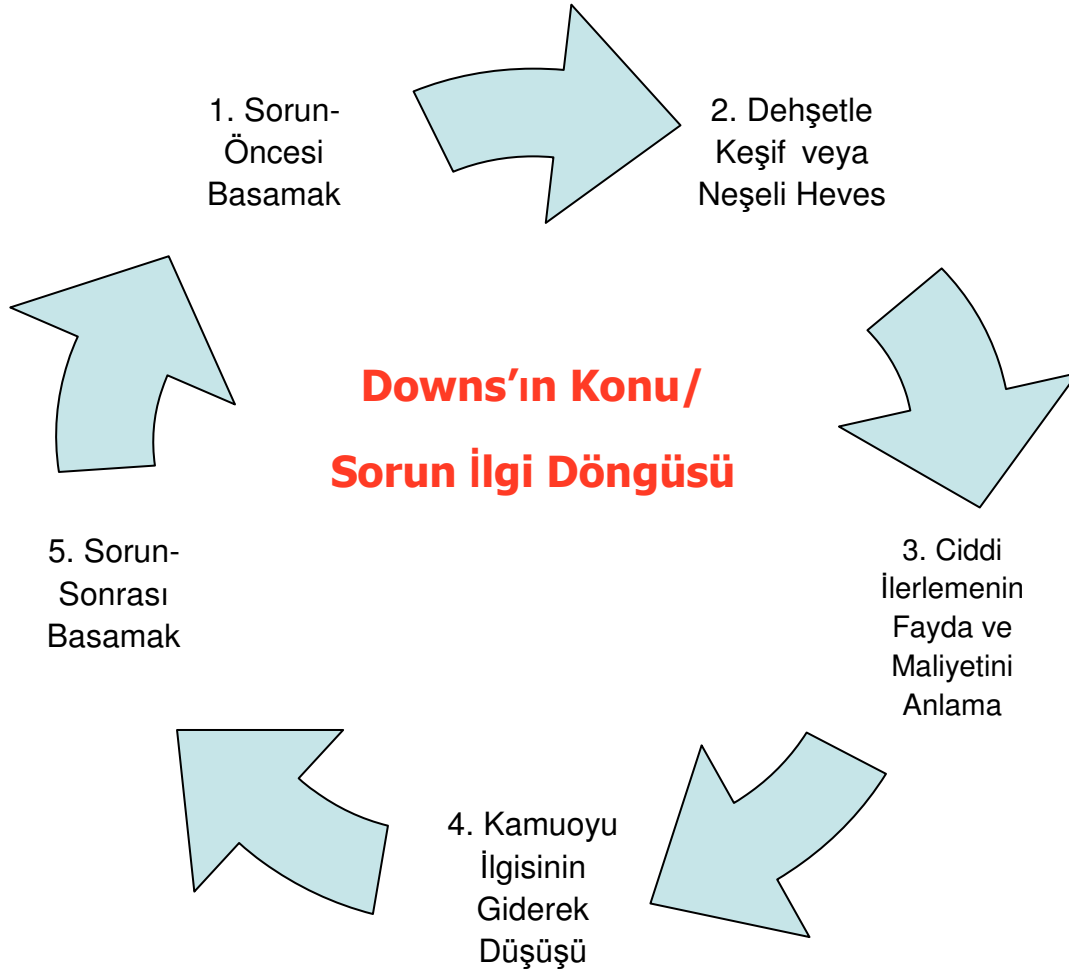 1. Sorun-
Öncesi
Basamak
2. Dehşetle
Keşif veya
Neşeli Heves
Downs’ın Konu/
Sorun İlgi Döngüsü
3. Ciddi
İlerlemenin
Fayda ve
Maliyetini
Anlama
4. Kamuoyu
İlgisinin
Giderek
Düşüşü
5. Sorun-
Sonrası
Basamak